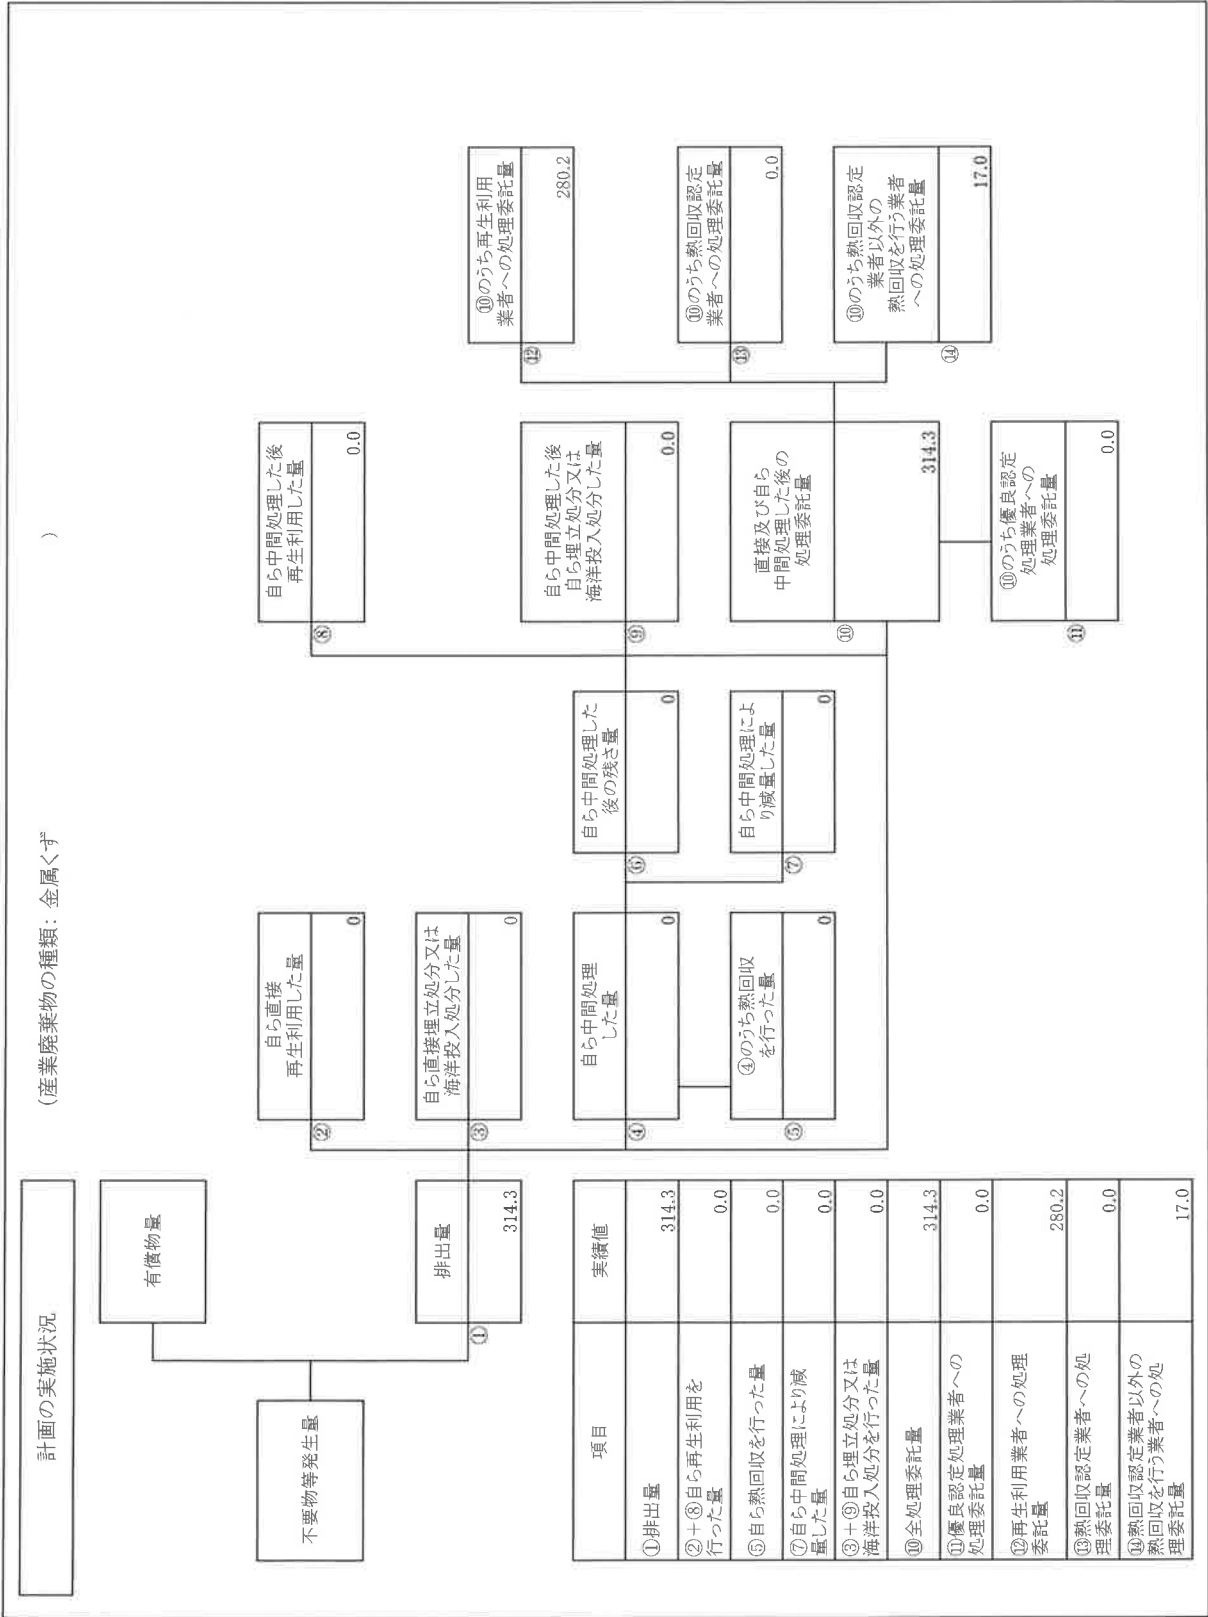 計画の実施状況
(産業廃棄物の種類：金属くず
)
不要物等発生量
有償物量
①
排出量
314.3
②
自ら直接
再生利用した量
0
③
自ら直接埋立処分又は
海洋投入処分した量
0
④
自ら中間処理
した量
0
⑤
④のうち熱回収
を行った量
0
⑥
自ら中間処理した
後の残さ量
0
⑦
自ら中間処理によ
り減量した量
0
⑧
自ら中間処理した後
再生利用した量
0.0
⑨
自ら中間処理した後
自ら埋立処分又は
海洋投入処分した量
0.0
⑩
直接及び自ら
中間処理した後の
処理委託量
314.3
⑪
⑩のうち優良認定
処理業者への
処理委託量
0.0
⑫
⑩のうち再生利用
業者への処理委託量
280.2
⑬
⑩のうち熱回収認定
業者への処理委託量
0.0
⑭
⑩のうち熱回収認定
業者以外の
熱回収を行う業者
への処理委託量
17.0
項目 実績値
①排出量 314.3
②＋⑧自ら再生利用を
行った量 0.0
⑤自ら熱回収を行った量 0.0
⑦自ら中間処理により減
量した量 0.0
③＋⑨自ら埋立処分又は
海洋投入処分を行った量 0.0
⑩全処理委託量 314.3
⑪優良認定処理業者への
処理委託量 0.0
⑫再生利用業者への処理
委託量 280.2
⑬熱回収認定業者への処
理委託量 0.0
⑭熱回収認定業者以外の
熱回収を行う業者への処
理委託量 17.0